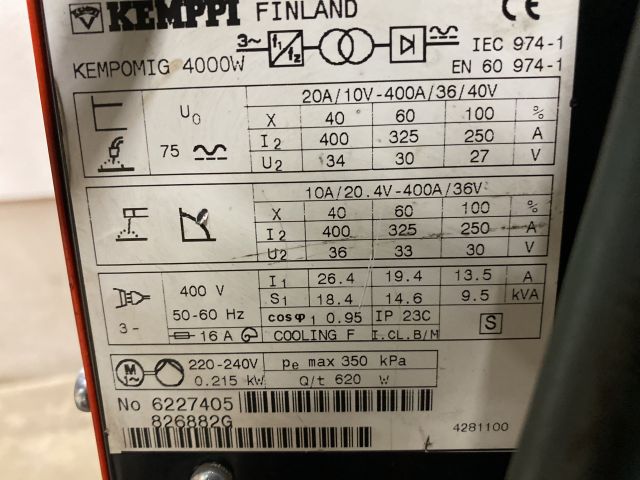 KEMPPI FINLAND CE
3~ f1/f2 IEC 974-1
KEMPOMIG 4000W EN 60 974-1
20A/10V-400A/36/40V
U0 X 40 60 100 %
75 I2 400 325 250 A
U2 34 30 27 V
10A/20.4V-400A/36V
X 40 60 100 %
I2 400 325 250 A
U2 36 33 30 V
400 V I1 26.4 19.4 13.5 A
50-60 Hz S1 18.4 14.6 9.5 kVA
3~ cosφ1 0.95 IP 23C S
16 A COOLING F I.CL.B/M
M 1~ 220-240V pe max 350 kPa
0.215 kW Q/t 620 W
No 6227405
826882G
4281100